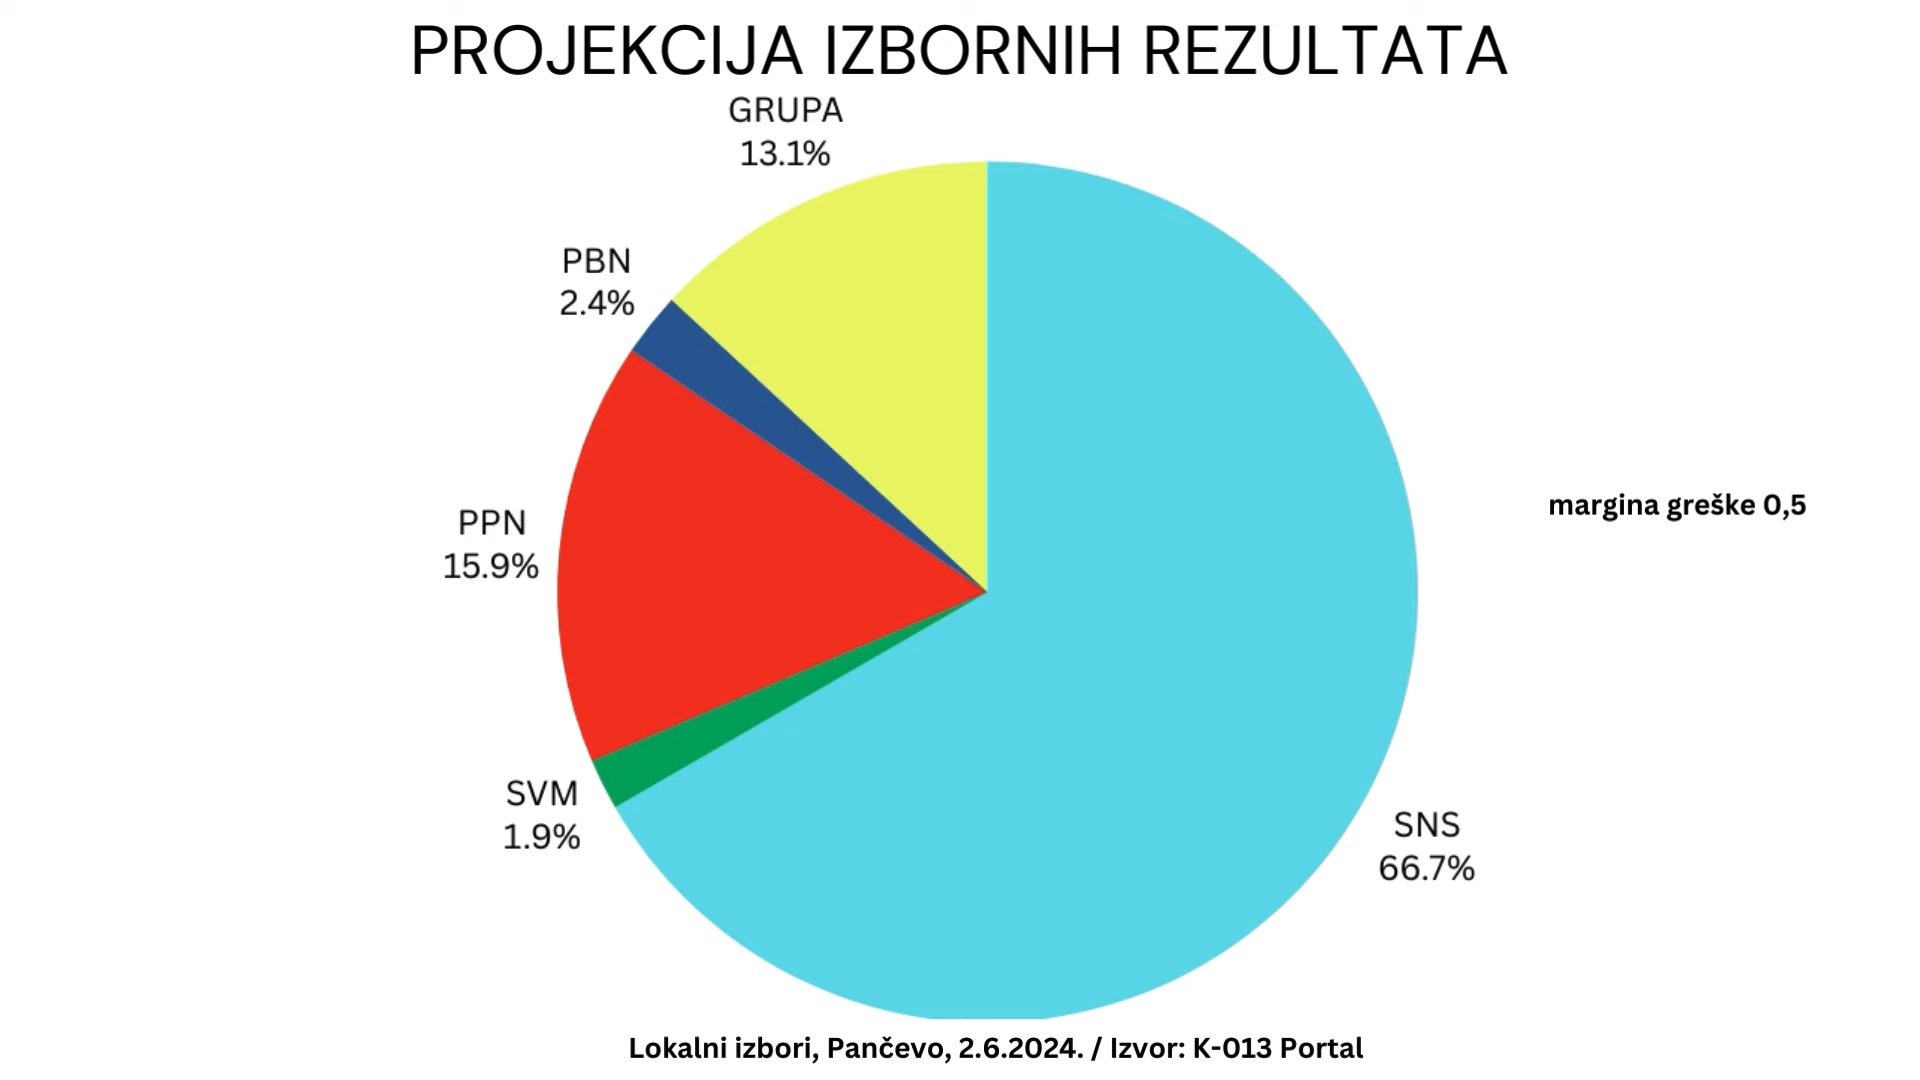 PROJEKCIJA IZBORNIH REZULTATA
GRUPA
13.1%
PBN
2.4%
PPN
15.9%
margina greške 0,5
SVM
1.9%
SNS
66.7%
Lokalni izbori, Pančevo, 2.6.2024. / Izvor: K-013 Portal